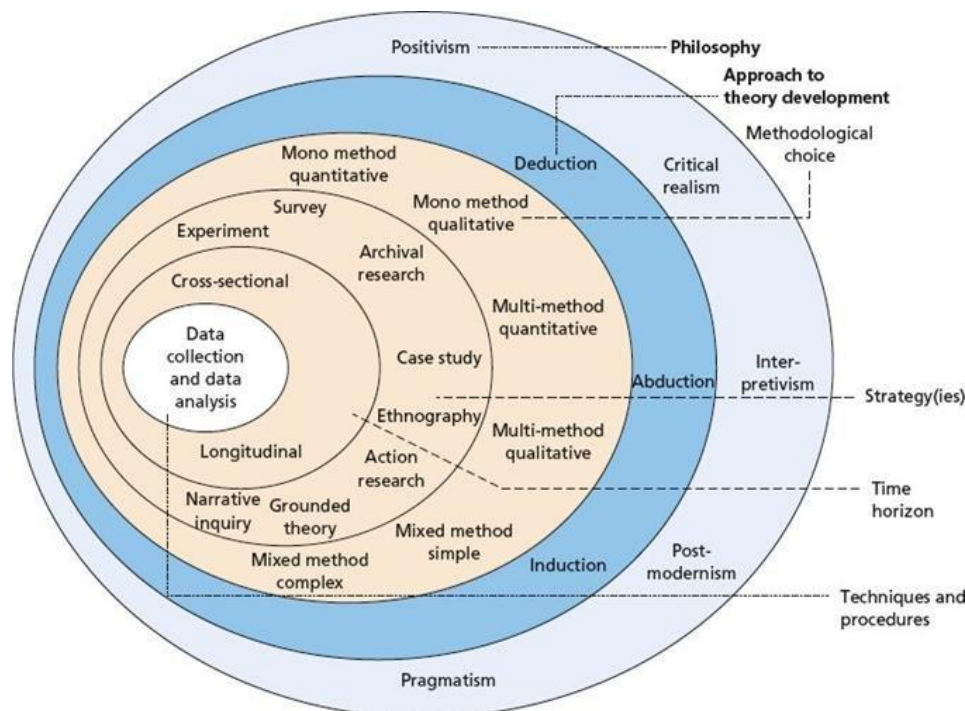 Positivism
Philosophy
Approach to
theory development
Methodological
choice
Deduction
Critical
realism
Mono method
quantitative
Mono method
qualitative
Survey
Experiment
Archival
research
Cross-sectional
Multi-method
quantitative
Data
collection
and data
analysis
Case study
Abduction
Inter-
pretivism
Strategy(ies)
Ethnography
Multi-method
qualitative
Longitudinal
Action
research
Time
horizon
Narrative
inquiry
Grounded
theory
Mixed method
simple
Mixed method
complex
Induction
Post-
modernism
Techniques and
procedures
Pragmatism